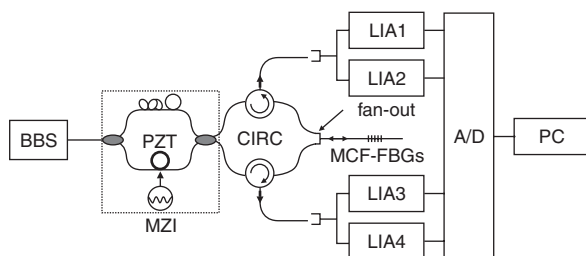 LIA1
LIA2
fan-out
BBS
PZT
CIRC
A/D
PC
MCF-FBGs
MZI
LIA3
LIA4